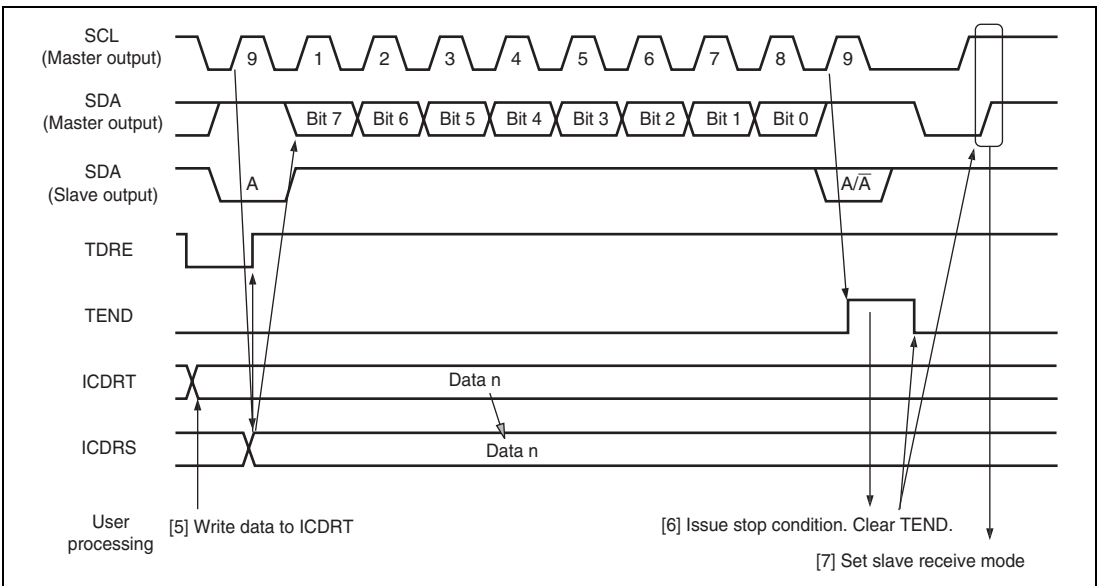 SCL
(Master output)
9 1 2 3 4 5 6 7 8 9
SDA
(Master output)
Bit 7 Bit 6 Bit 5 Bit 4 Bit 3 Bit 2 Bit 1 Bit 0
SDA
(Slave output)
A A/A̅
TDRE
TEND
ICDRT
Data n
ICDRS
Data n
User
processing
[5] Write data to ICDRT
[6] Issue stop condition. Clear TEND.
[7] Set slave receive mode